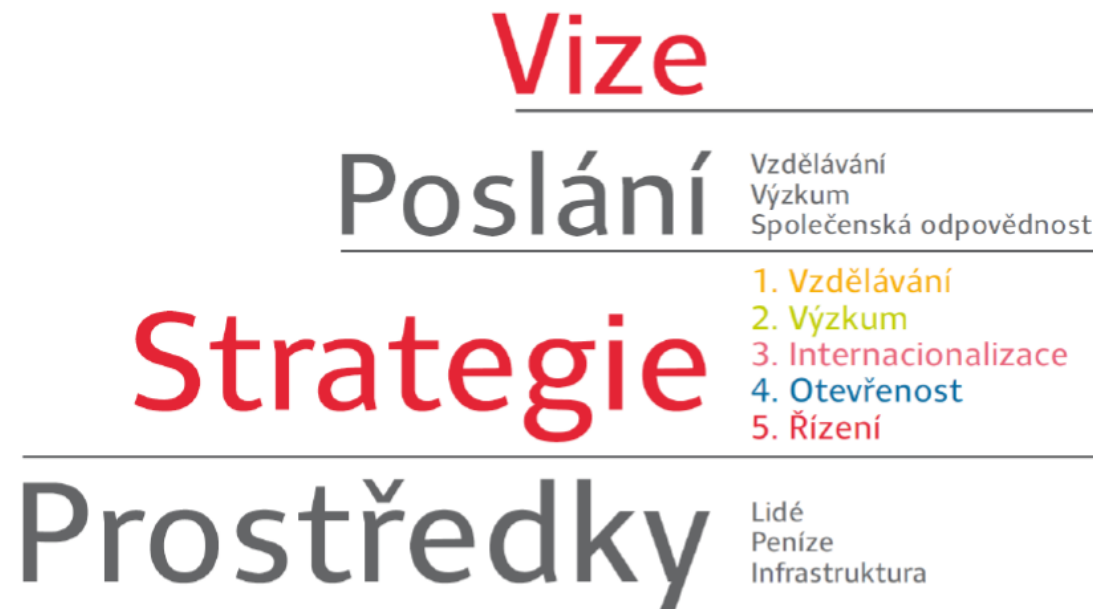 Vize
Poslání
Vzdělávání
Výzkum
Společenská odpovědnost
Strategie
1. Vzdělávání
2. Výzkum
3. Internacionalizace
4. Otevřenost
5. Řízení
Prostředky
Lidé
Peníze
Infrastruktura